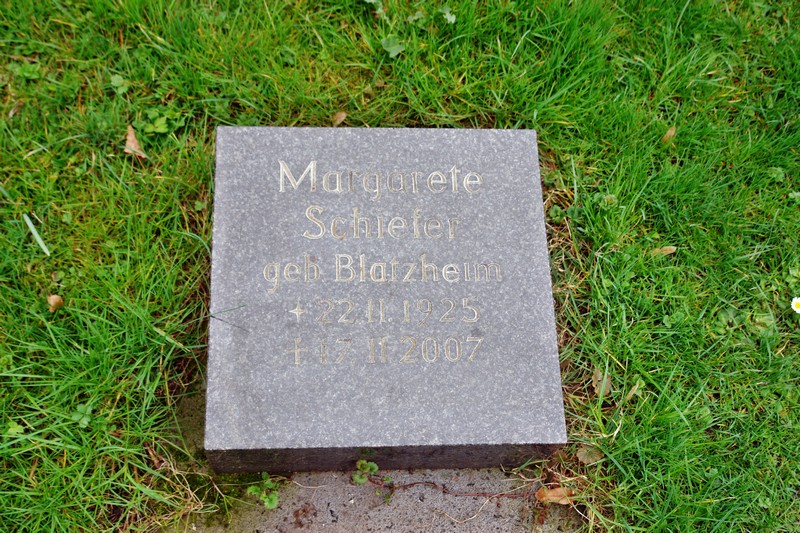 Margarete
Schiefer
geb. Blatzheim
* 22.11.1925
† 17.11.2007